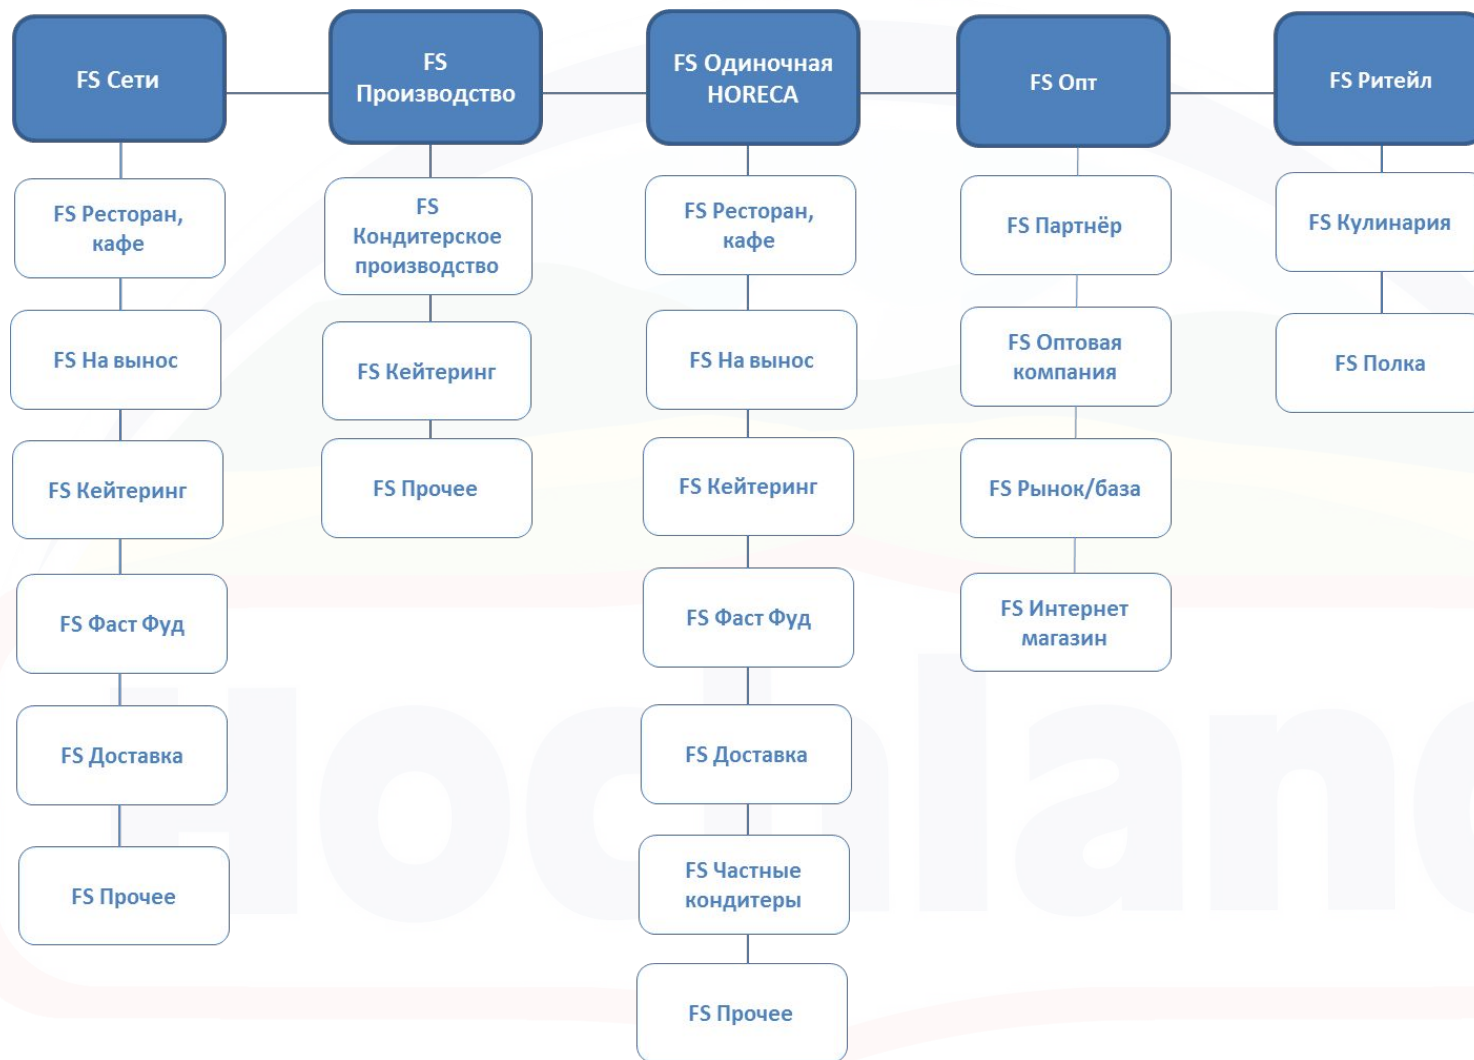 FS Сети
FS Ресторан,
кафе
FS На вынос
FS Кейтеринг
FS Фаст Фуд
FS Доставка
FS Прочее
FS
Производство
FS
Кондитерское
производство
FS Кейтеринг
FS Прочее
FS Одиночная
HORECA
FS Ресторан,
кафе
FS На вынос
FS Кейтеринг
FS Фаст Фуд
FS Доставка
FS Частные
кондитеры
FS Прочее
FS Опт
FS Партнёр
FS Оптовая
компания
FS Рынок/база
FS Интернет
магазин
FS Ритейл
FS Кулинария
FS Полка
Hochland